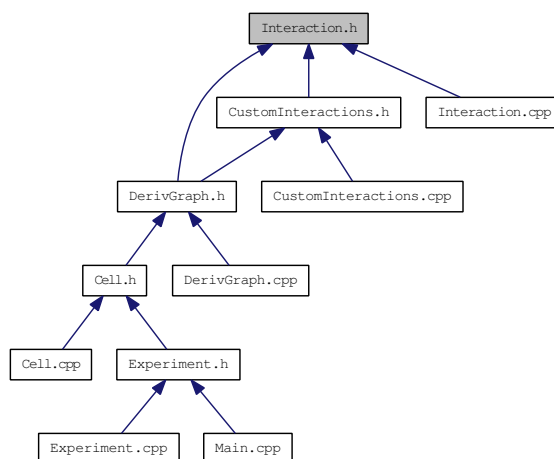 Interaction.h
CustomInteractions.h
Interaction.cpp
DerivGraph.h
CustomInteractions.cpp
Cell.h
DerivGraph.cpp
Cell.cpp
Experiment.h
Experiment.cpp
Main.cpp